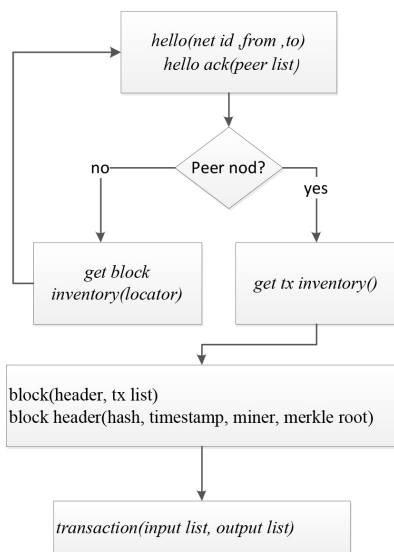 hello(net id ,from ,to)
hello ack(peer list)
Peer nod?
no
yes
get block
inventory(locator)
get tx inventory()
block(header, tx list)
block header(hash, timestamp, miner, merkle root)
transaction(input list, output list)